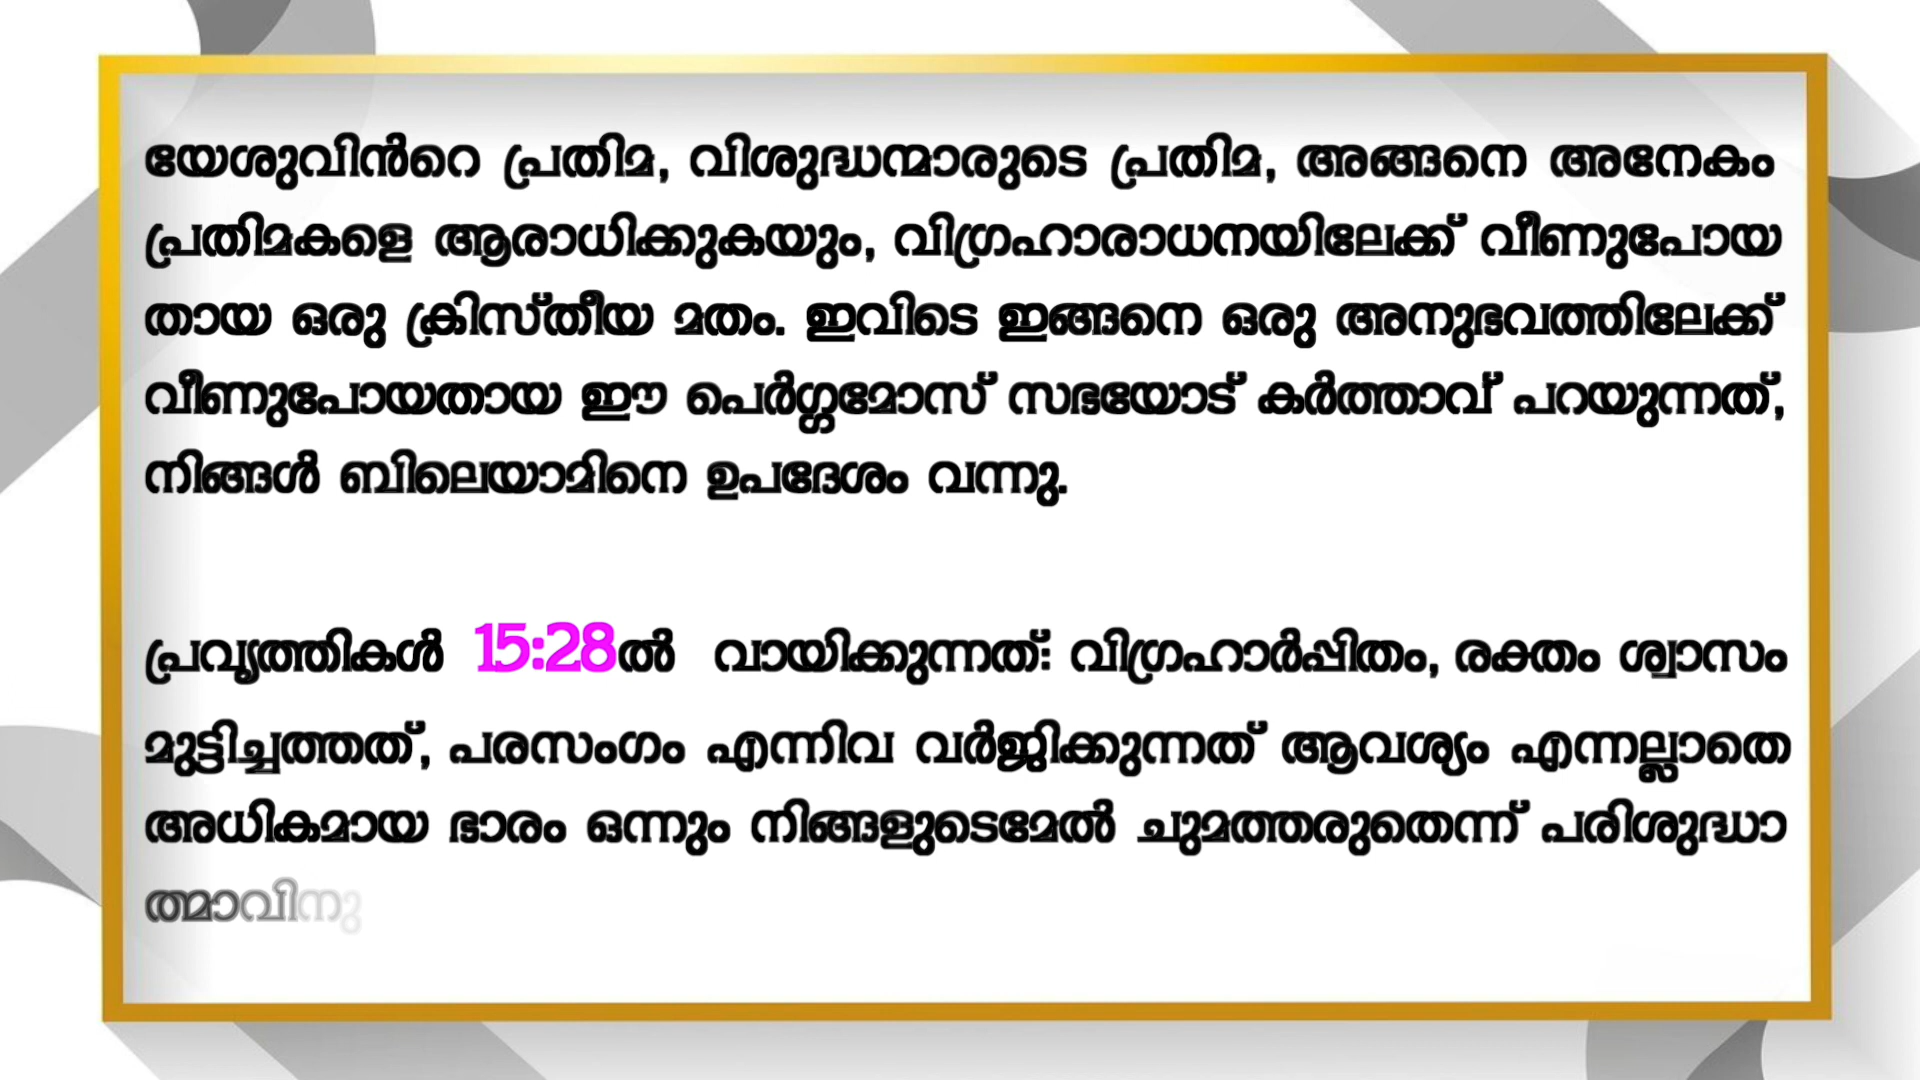 യേശുവിൻറെ പ്രതിമ, വിശുദ്ധന്മാരുടെ പ്രതിമ, അങ്ങനെ അനേകം
പ്രതിമകളെ ആരാധിക്കുകയും, വിഗ്രഹാരാധനയിലേക്ക് വീണുപോയ
തായ ഒരു ക്രിസ്തീയ മതം. ഇവിടെ ഇങ്ങനെ ഒരു അനുഭവത്തിലേക്ക്
വീണുപോയതായ ഈ പെർഗ്ഗമോസ് സഭയോട് കർത്താവ് പറയുന്നത്,
നിങ്ങൾ ബിലെയാമിനെ ഉപദേശം വന്നു.
പ്രവൃത്തികൾ 15:28ൽ വായിക്കുന്നത്: വിഗ്രഹാർപ്പിതം, രക്തം ശ്വാസം
മുട്ടിച്ചത്തത്, പരസംഗം എന്നിവ വർജ്ജിക്കുന്നത് ആവശ്യം എന്നല്ലാതെ
അധികമായ ഭാരം ഒന്നും നിങ്ങളുടെമേൽ ചുമത്തരുതെന്ന് പരിശുദ്ധാ
ത്മാവിനു